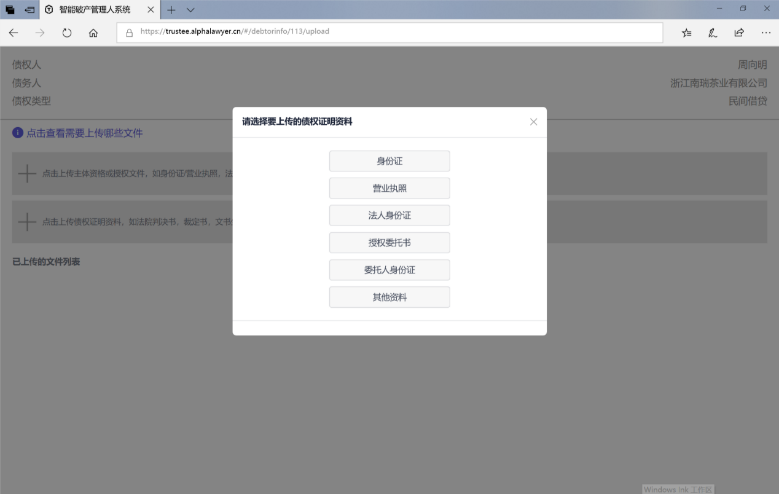 智能破产管理人系统
https://trustee.alphalawyer.cn/#/debtorinfo/113/upload
债权人 周向明
债务人 浙江南瑞茶业有限公司
债权类型 民间借贷
点击查看需要上传哪些文件
点击上传主体资格或授权文件，如身份证/营业执照、法
点击上传债权证明资料，如法院判决书、裁定书、文书
已上传的文件列表
请选择要上传的债权证明资料
身份证
营业执照
法人身份证
授权委托书
委托人身份证
其他资料
Windows Ink 工作区